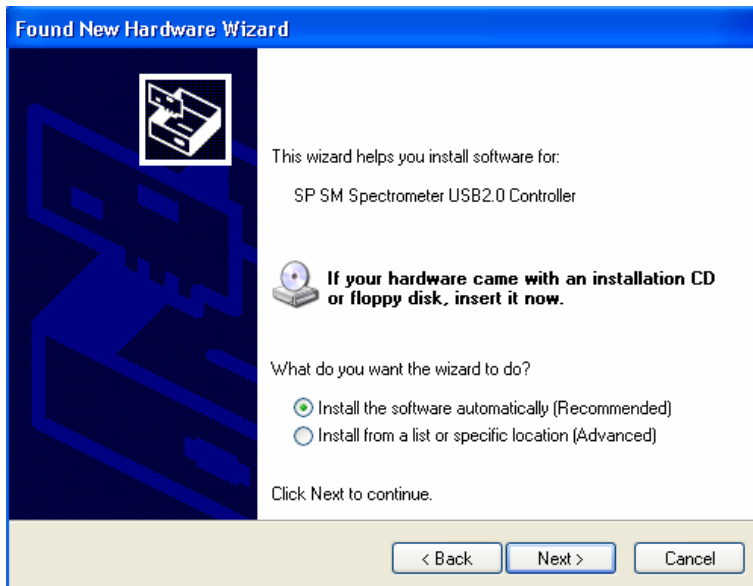 Found New Hardware Wizard
This wizard helps you install software for:
SP SM Spectrometer USB2.0 Controller
If your hardware came with an installation CD
or floppy disk, insert it now.
What do you want the wizard to do?
Install the software automatically (Recommended)
Install from a list or specific location (Advanced)
Click Next to continue.
< Back Next > Cancel